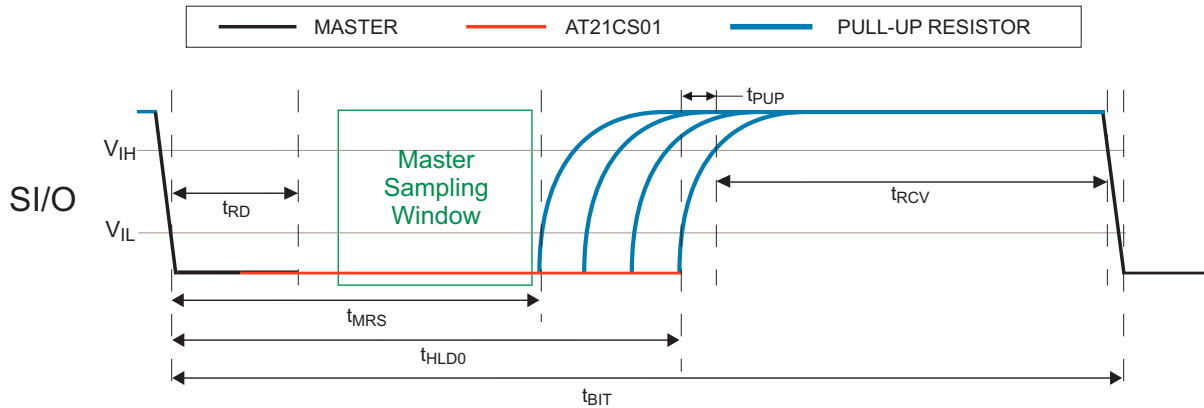 MASTER AT21CS01 PULL-UP RESISTOR
tPUP
VIH
Master
Sampling
Window
SI/O
tRD
tRCV
VIL
tMRS
tHLD0
tBIT